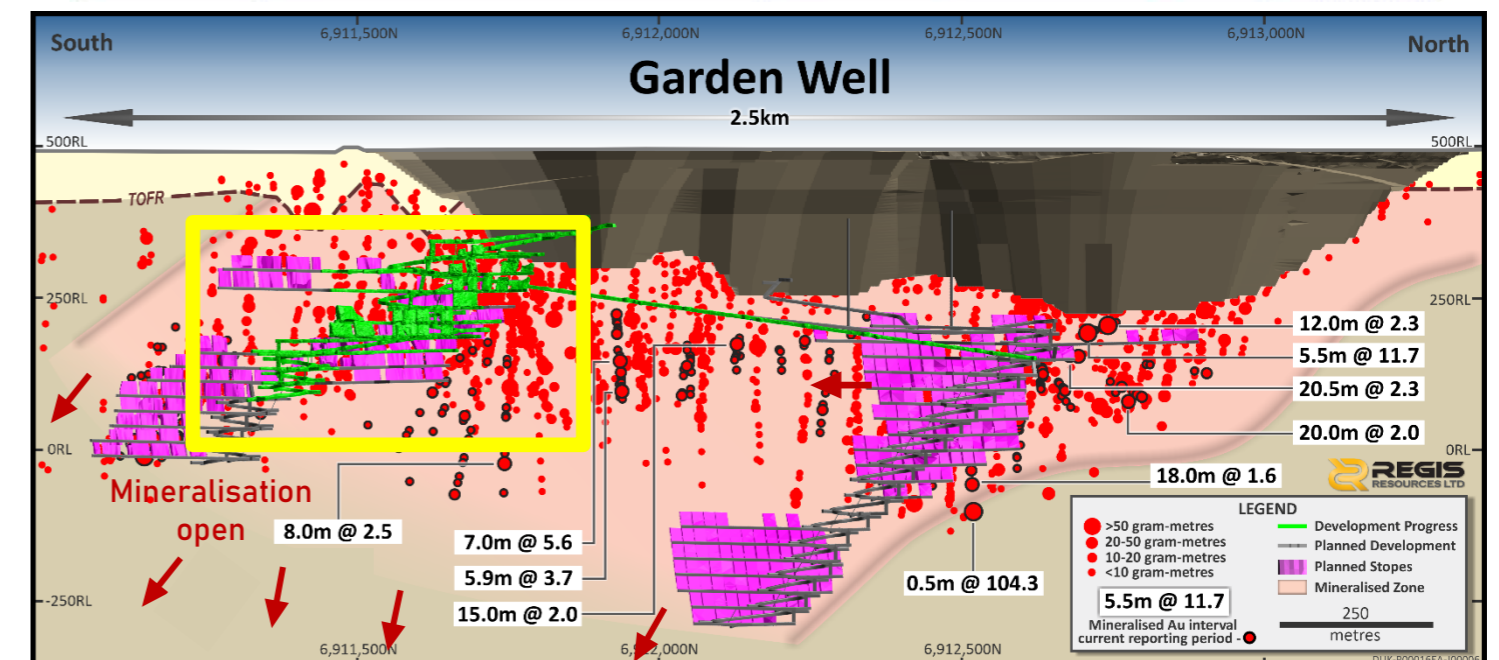 South
6,911,500N
6,912,000N
6,912,500N
6,913,000N
North
Garden Well
2.5km
500RL
500RL
TOFR
250RL
250RL
12.0m @ 2.3
5.5m @ 11.7
20.5m @ 2.3
20.0m @ 2.0
0RL
0RL
18.0m @ 1.6
REGIS
RESOURCES LTD
Mineralisation
open
8.0m @ 2.5
7.0m @ 5.6
5.9m @ 3.7
15.0m @ 2.0
0.5m @ 104.3
-250RL
LEGEND
>50 gram-metres
20-50 gram-metres
10-20 gram-metres
<10 gram-metres
Development Progress
Planned Development
Planned Stopes
Mineralised Zone
5.5m @ 11.7
Mineralised Au interval
current reporting period -
250
metres
6,911,500N
6,912,000N
6,912,500N